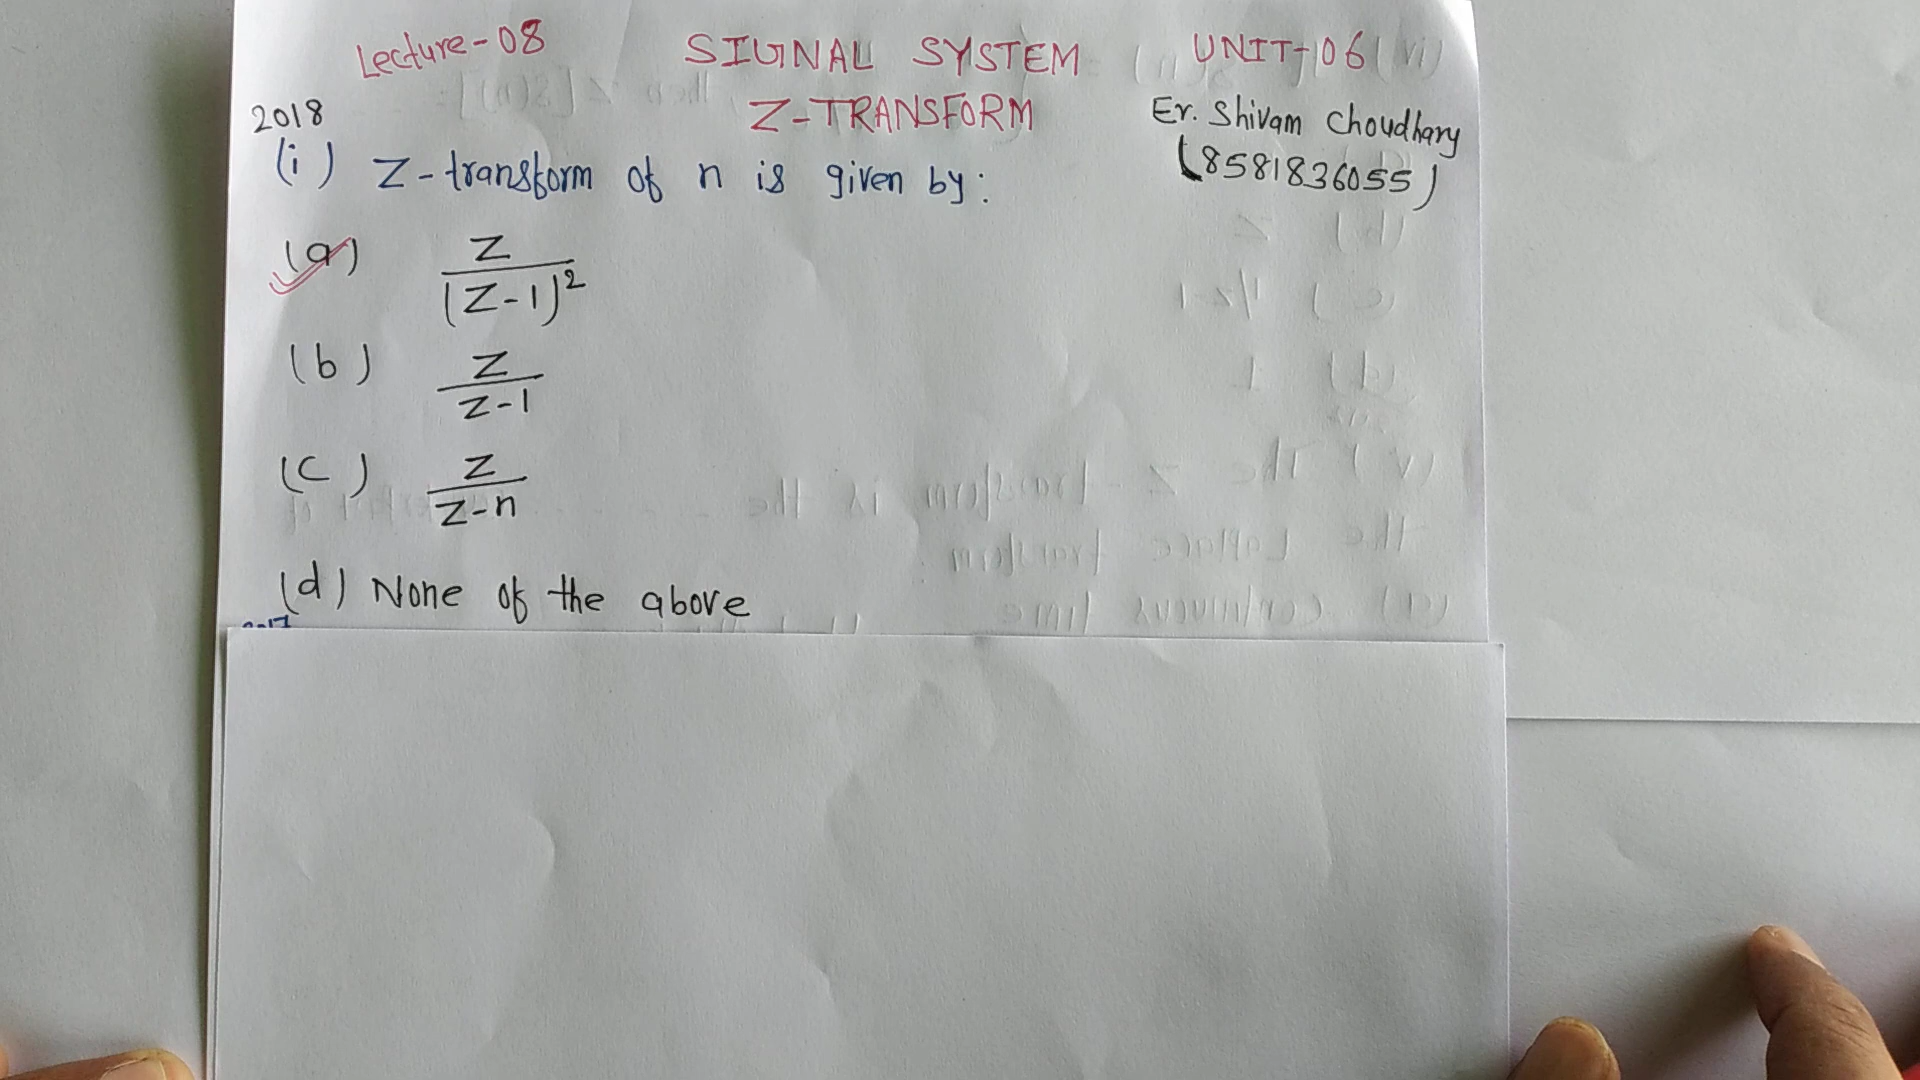 Lecture-08 SIGNAL SYSTEM UNIT-06
Z-TRANSFORM
2018 Er. Shivam Choudhary
(8581836055)
(i) Z-transform of n is given by:
(a) Z/(Z-1)²
(b) Z/Z-1
(c) Z/Z-n
(d) None of the above